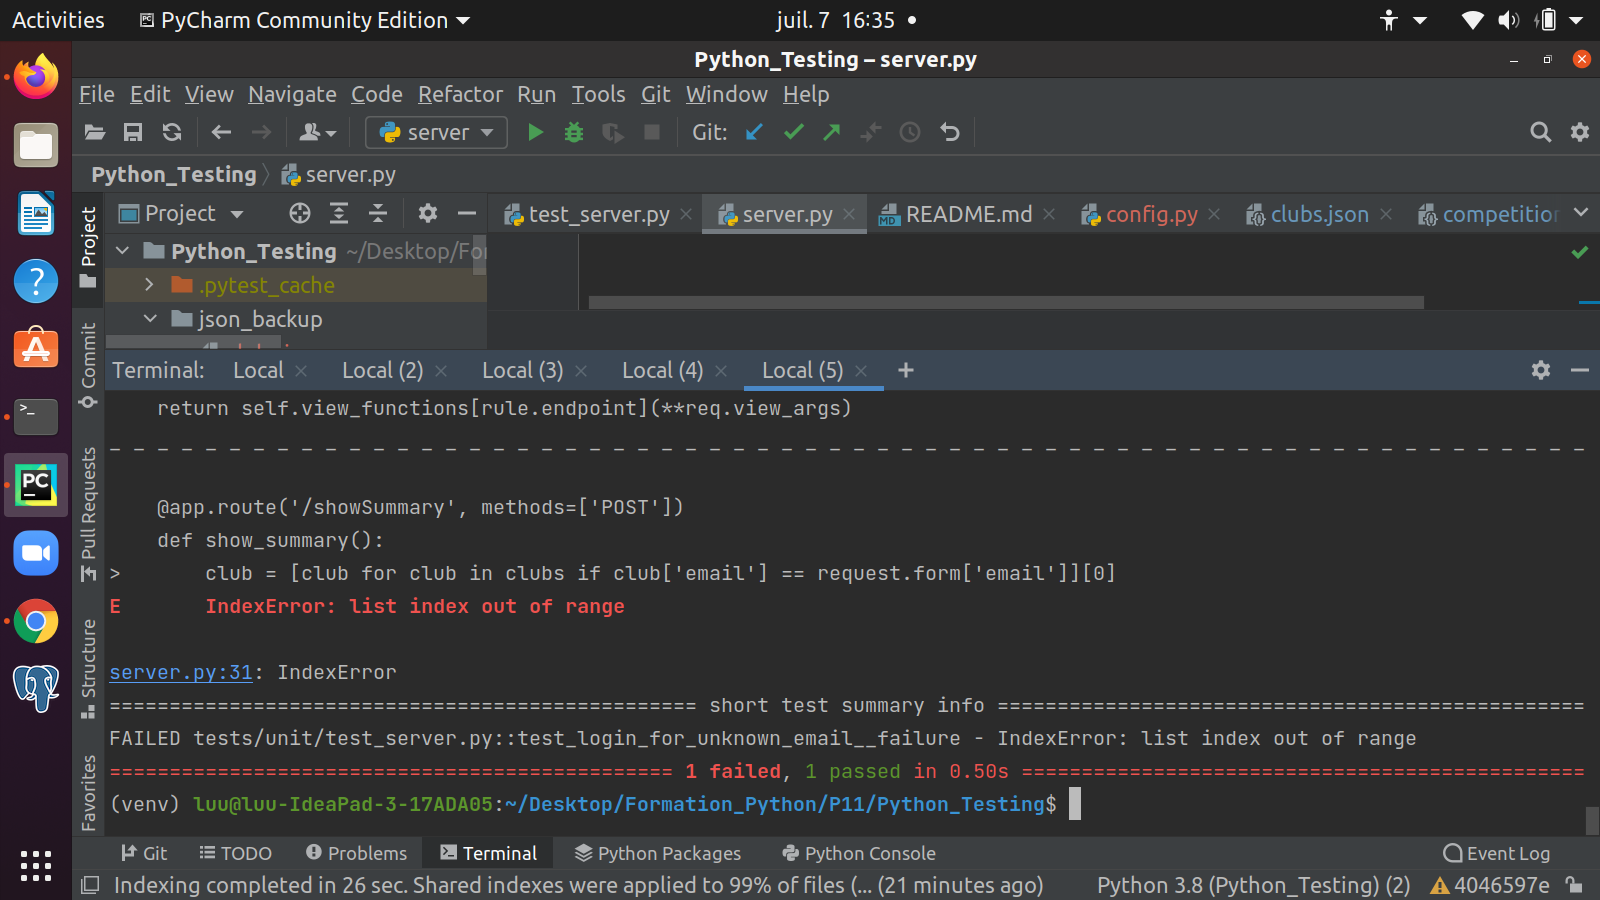 Activities PyCharm Community Edition juil. 7 16:35
Python_Testing – server.py
File Edit View Navigate Code Refactor Run Tools Git Window Help
server Git:
Python_Testing server.py
Project test_server.py server.py README.md config.py clubs.json competition
Project
Python_Testing ~/Desktop/For
.pytest_cache
json_backup
Commit
Pull Requests
Structure
Favorites
Terminal: Local Local (2) Local (3) Local (4) Local (5) +
return self.view_functions[rule.endpoint](**req.view_args)
_ _ _ _ _ _ _ _ _ _ _ _ _ _ _ _ _ _ _ _ _ _ _ _ _ _ _ _ _ _ _ _ _ _ _ _ _ _ _ _ _ _ _ _ _ _ _ _ _ _ _ _ _ _ _ _ _ _ _ _ _ _
@app.route('/showSummary', methods=['POST'])
def show_summary():
> club = [club for club in clubs if club['email'] == request.form['email']][0]
E IndexError: list index out of range
server.py:31: IndexError
================================================= short test summary info =================================================
FAILED tests/unit/test_server.py::test_login_for_unknown_email__failure - IndexError: list index out of range
=============================================== 1 failed, 1 passed in 0.50s ===============================================
(venv) luu@luu-IdeaPad-3-17ADA05:~/Desktop/Formation_Python/P11/Python_Testing$
Git TODO Problems Terminal Python Packages Python Console Event Log
Indexing completed in 26 sec. Shared indexes were applied to 99% of files (... (21 minutes ago) Python 3.8 (Python_Testing) (2) 4046597e